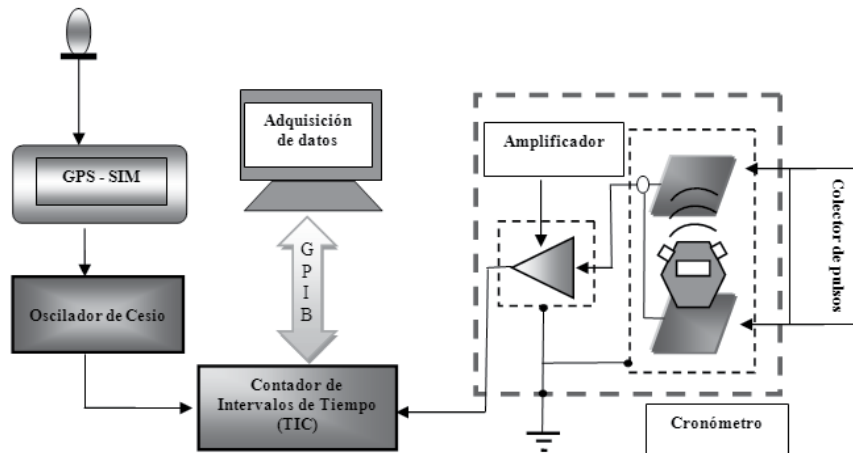 GPS - SIM
Oscilador de Cesio
Adquisición
de datos
GPIB
Contador de
Intervalos de Tiempo
(TIC)
Amplificador
Colector de pulsos
Cronómetro